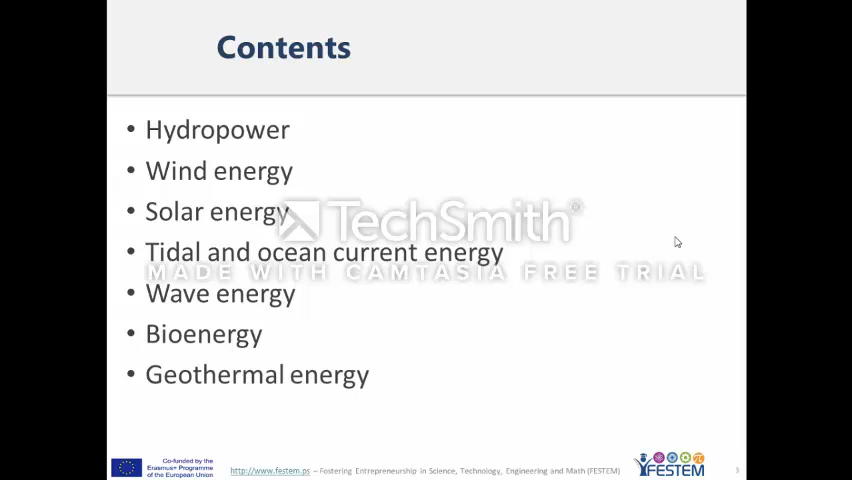 Contents
• Hydropower
• Wind energy
• Solar energy
TechSmith®
• Tidal and ocean current energy
MADE WITH CAMTASIA FREE TRIAL
• Wave energy
• Bioenergy
• Geothermal energy
Co-funded by the
Erasmus+ Programme
of the European Union
http://www.festem.ps – Fostering Entrepreneurship in Science, Technology, Engineering and Math (FESTEM)
FESTEM
3